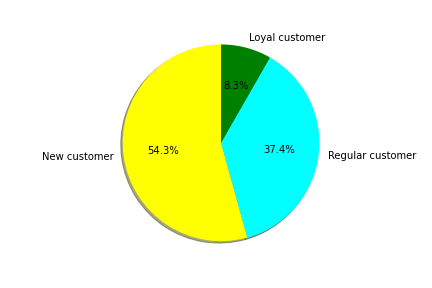 Loyal customer
8.3%
54.3%
37.4%
New customer
Regular customer